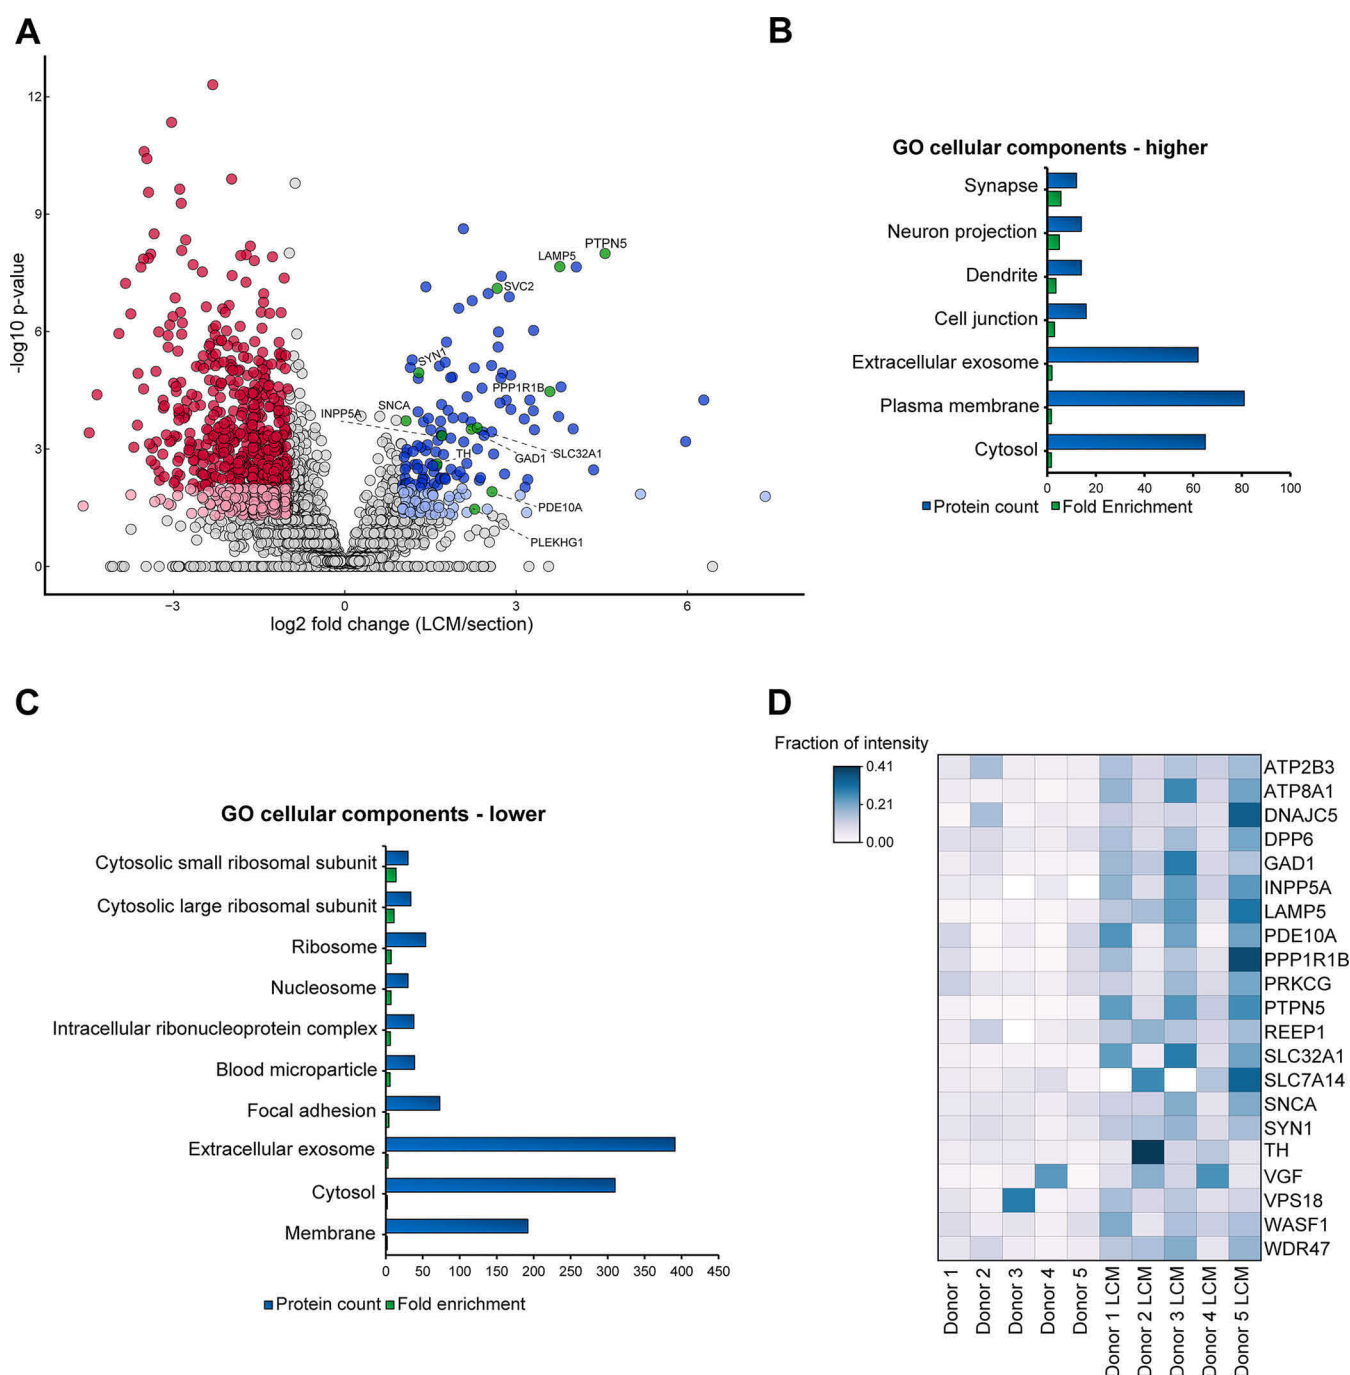 A
12
9
6
3
0
-log10 p-value
PTPN5
LAMP5
SVC2
SYN1
PPP1R1B
SNCA
INPP5A
TH
GAD1
SLC32A1
PDE10A
PLEKHG1
−3
0
3
6
log2 fold change (LCM/section)
B
GO cellular components - higher
Synapse
Neuron projection
Dendrite
Cell junction
Extracellular exosome
Plasma membrane
Cytosol
0 20 40 60 80 100
Protein count Fold Enrichment
C
GO cellular components - lower
Cytosolic small ribosomal subunit
Cytosolic large ribosomal subunit
Ribosome
Nucleosome
Intracellular ribonucleoprotein complex
Blood microparticle
Focal adhesion
Extracellular exosome
Cytosol
Membrane
0 50 100 150 200 250 300 350 400 450
Protein count Fold enrichment
D
Fraction of intensity
0.41
0.21
0.00
ATP2B3
ATP8A1
DNAJC5
DPP6
GAD1
INPP5A
LAMP5
PDE10A
PPP1R1B
PRKCG
PTPN5
REEP1
SLC32A1
SLC7A14
SNCA
SYN1
TH
VGF
VPS18
WASF1
WDR47
Donor 1
Donor 2
Donor 3
Donor 4
Donor 5
Donor 1 LCM
Donor 2 LCM
Donor 3 LCM
Donor 4 LCM
Donor 5 LCM